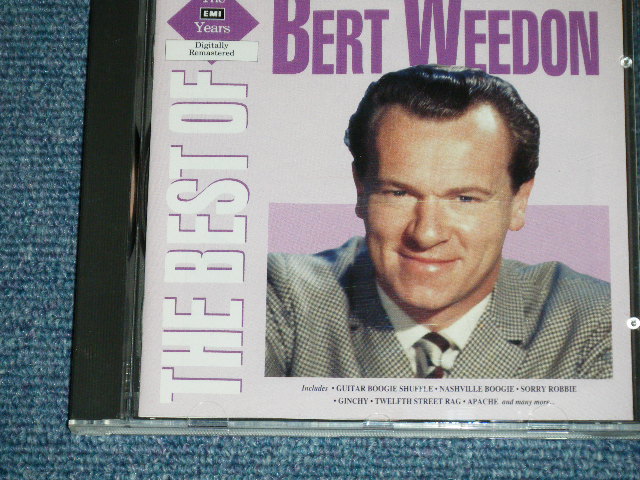 The
EMI
Years
Digitally
Remastered
BERT WEEDON
THE BEST OF
Includes • GUITAR BOOGIE SHUFFLE • NASHVILLE BOOGIE • SORRY ROBBIE
• GINCHY • TWELFTH STREET RAG • APACHE and many more...